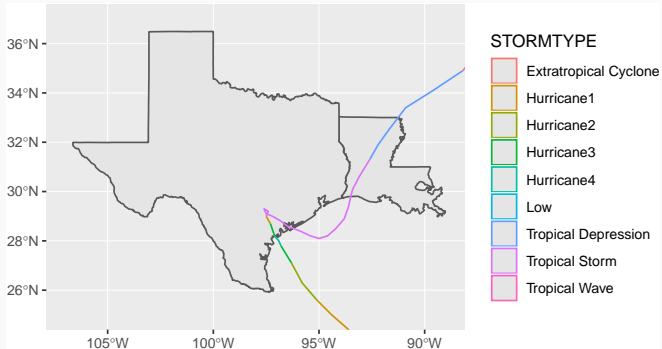 36°N
34°N
32°N
30°N
28°N
26°N
105°W
100°W
95°W
90°W
STORMTYPE
Extratropical Cyclone
Hurricane1
Hurricane2
Hurricane3
Hurricane4
Low
Tropical Depression
Tropical Storm
Tropical Wave